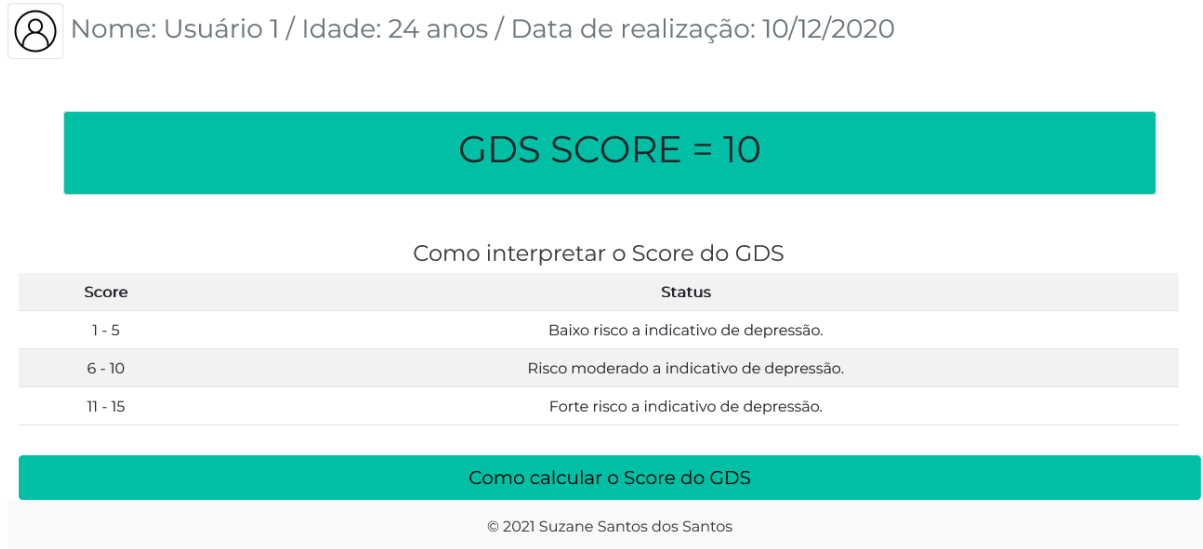 Nome: Usuário 1 / Idade: 24 anos / Data de realização: 10/12/2020
GDS SCORE = 10
Como interpretar o Score do GDS
Score Status
1 - 5 Baixo risco a indicativo de depressão.
6 - 10 Risco moderado a indicativo de depressão.
11 - 15 Forte risco a indicativo de depressão.
Como calcular o Score do GDS
© 2021 Suzane Santos dos Santos